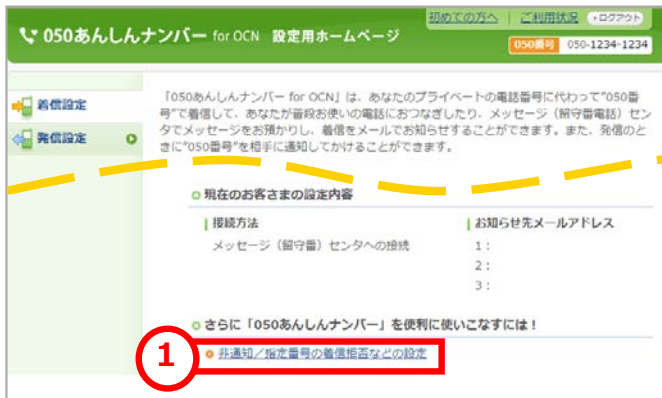 初めての方へ | ご利用状況 ログアウト
050あんしんナンバー for OCN 設定用ホームページ
050番号 050-1234-1234
着信設定
発信設定
「050あんしんナンバー for OCN」は、あなたのプライベートの電話番号に代わって"050番
号"で着信して、あなたが普段お使いの電話におつなぎしたり、メッセージ（留守番電話）セン
タでメッセージをお預かりし、着信をメールでお知らせすることができます。また、発信のと
きに"050番号"を相手に通知してかけることができます。
現在のお客さまの設定内容
接続方法
お知らせ先メールアドレス
メッセージ（留守番）センタへの接続
1：
2：
3：
さらに「050あんしんナンバー」を便利に使いこなすには！
1
非通知／指定番号の着信拒否などの設定